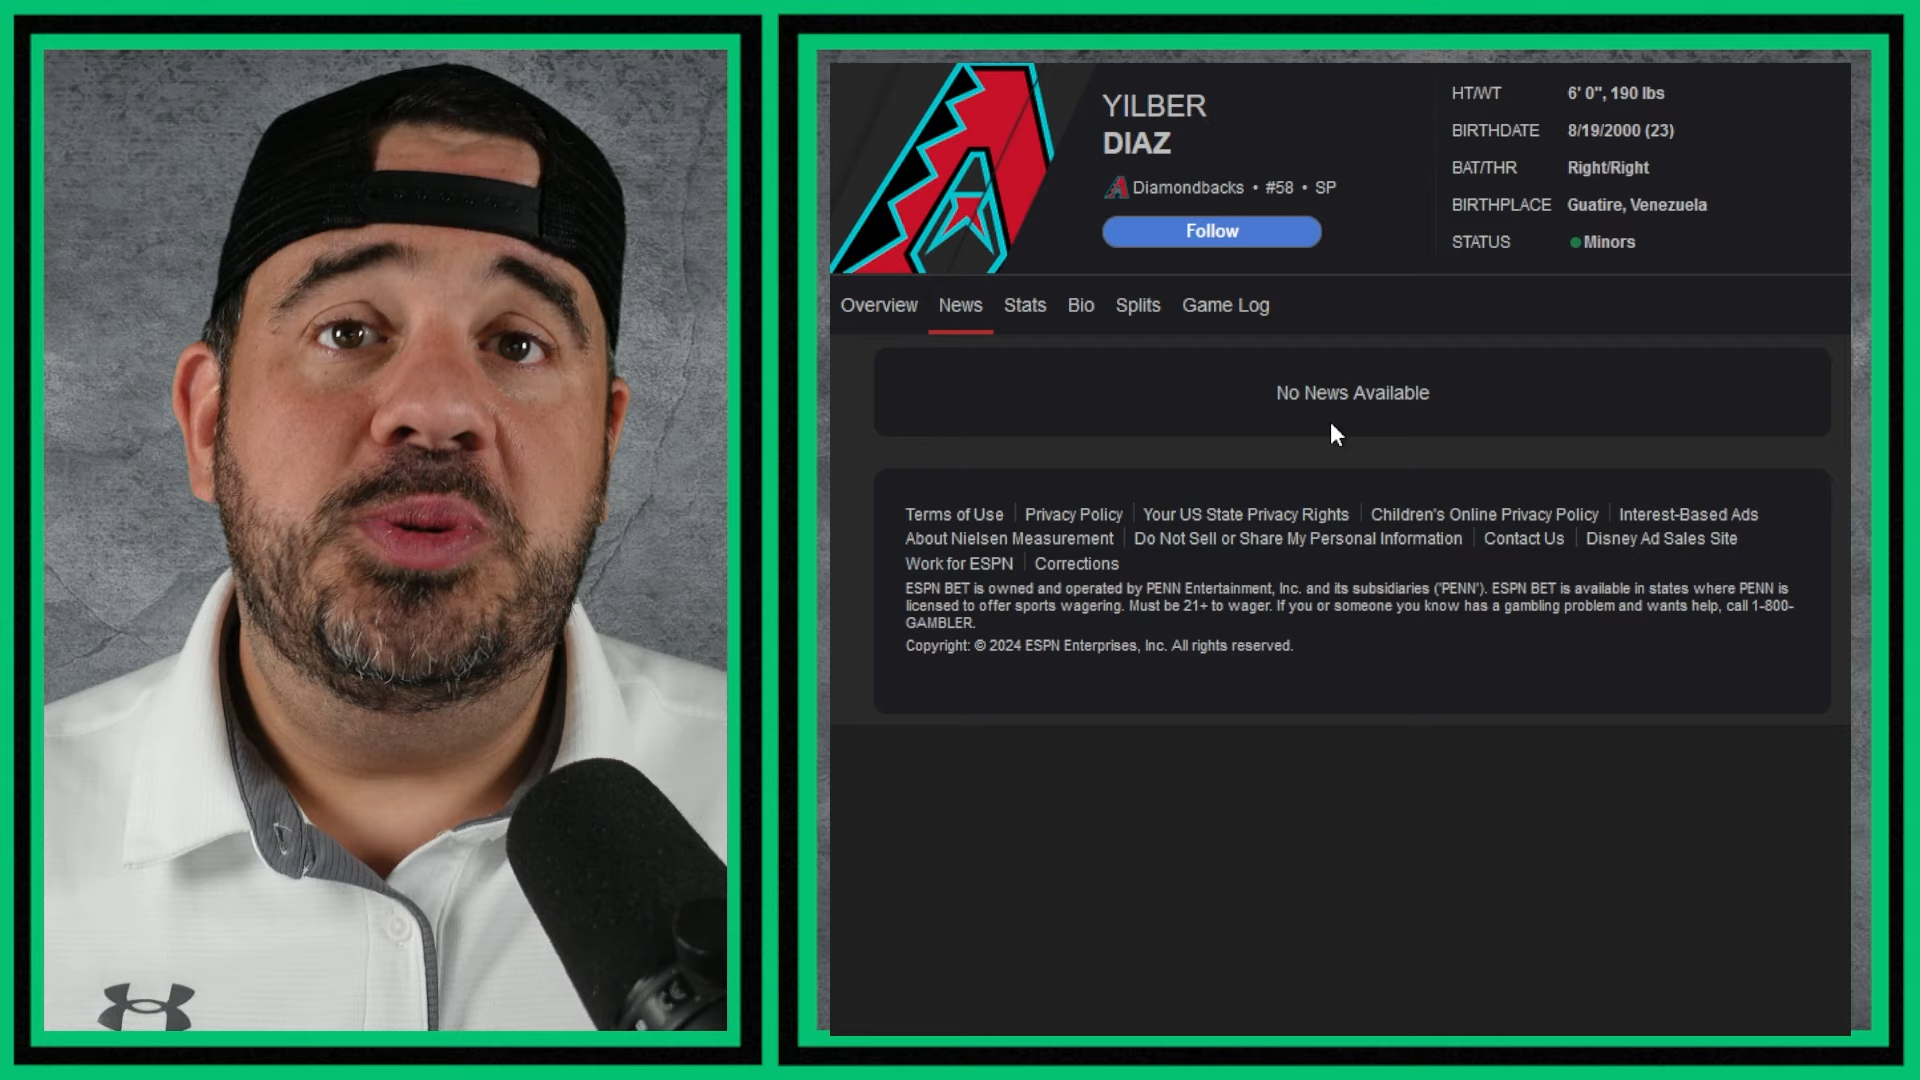 YILBER
DIAZ
Diamondbacks • #58 • SP
Follow
HT/WT 6' 0", 190 lbs
BIRTHDATE 8/19/2000 (23)
BAT/THR Right/Right
BIRTHPLACE Guatire, Venezuela
STATUS Minors
Overview News Stats Bio Splits Game Log
No News Available
Terms of Use Privacy Policy Your US State Privacy Rights Children's Online Privacy Policy Interest-Based Ads
About Nielsen Measurement Do Not Sell or Share My Personal Information Contact Us Disney Ad Sales Site
Work for ESPN Corrections
ESPN BET is owned and operated by PENN Entertainment, Inc. and its subsidiaries ('PENN'). ESPN BET is available in states where PENN is
licensed to offer sports wagering. Must be 21+ to wager. If you or someone you know has a gambling problem and wants help, call 1-800-
GAMBLER.
Copyright: © 2024 ESPN Enterprises, Inc. All rights reserved.